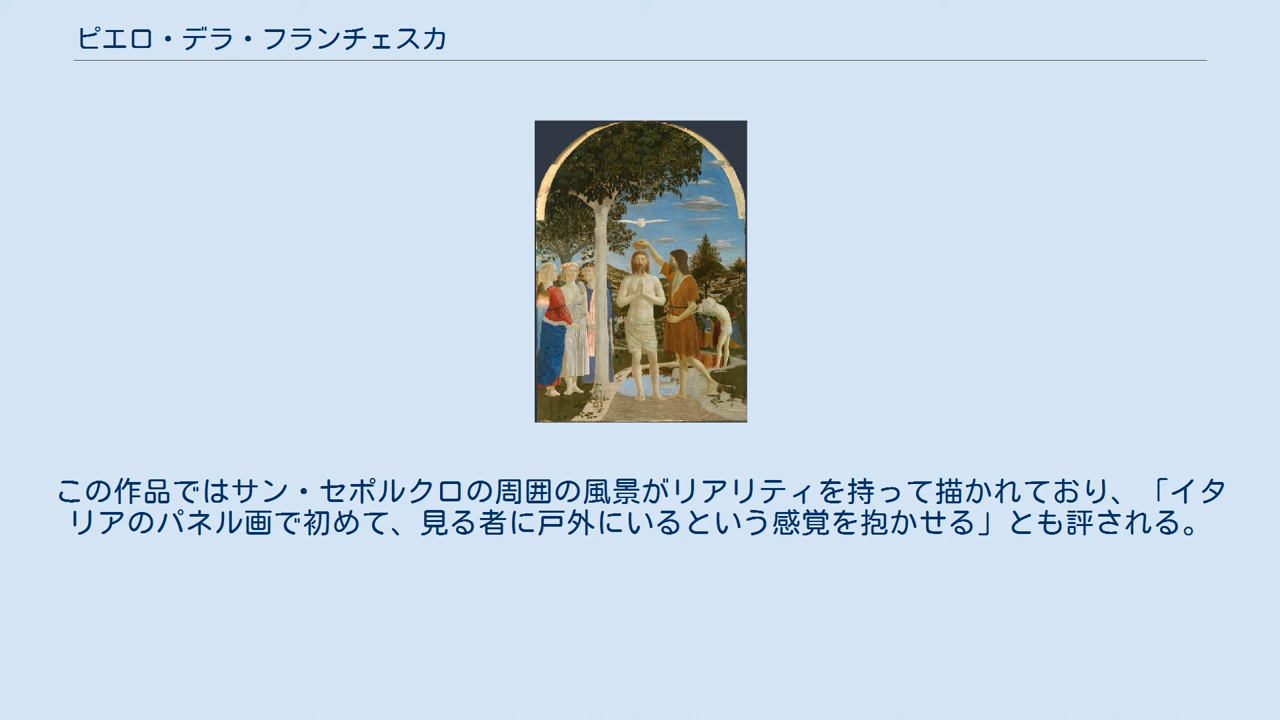 ピエロ・デラ・フランチェスカ
この作品ではサン・セポルクロの周囲の風景がリアリティを持って描かれており、「イタ
リアのパネル画で初めて、見る者に戸外にいるという感覚を抱かせる」とも評される。